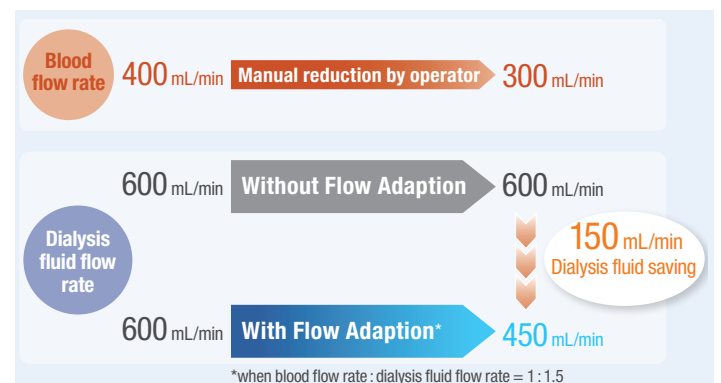 Blood
flow rate
400 mL/min
Manual reduction by operator
300 mL/min
600 mL/min
Without Flow Adaption
600 mL/min
Dialysis
fluid flow
rate
150 mL/min
Dialysis fluid saving
600 mL/min
With Flow Adaption*
450 mL/min
*when blood flow rate : dialysis fluid flow rate = 1 : 1.5